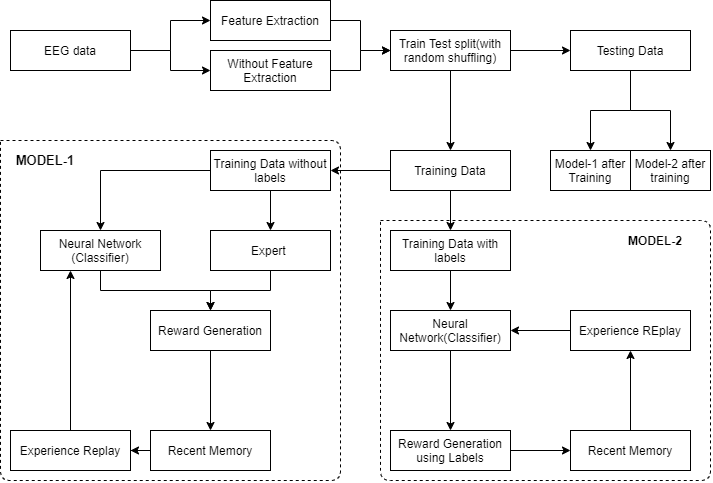 EEG data
Feature Extraction
Without Feature
Extraction
Train Test split(with
random shuffling)
Testing Data
MODEL-1
Training Data without
labels
Training Data
Model-1 after
Training
Model-2 after
training
Neural Network
(Classifier)
Expert
Training Data with
labels
MODEL-2
Reward Generation
Neural
Network(Classifier)
Experience REplay
Experience Replay
Recent Memory
Reward Generation
using Labels
Recent Memory